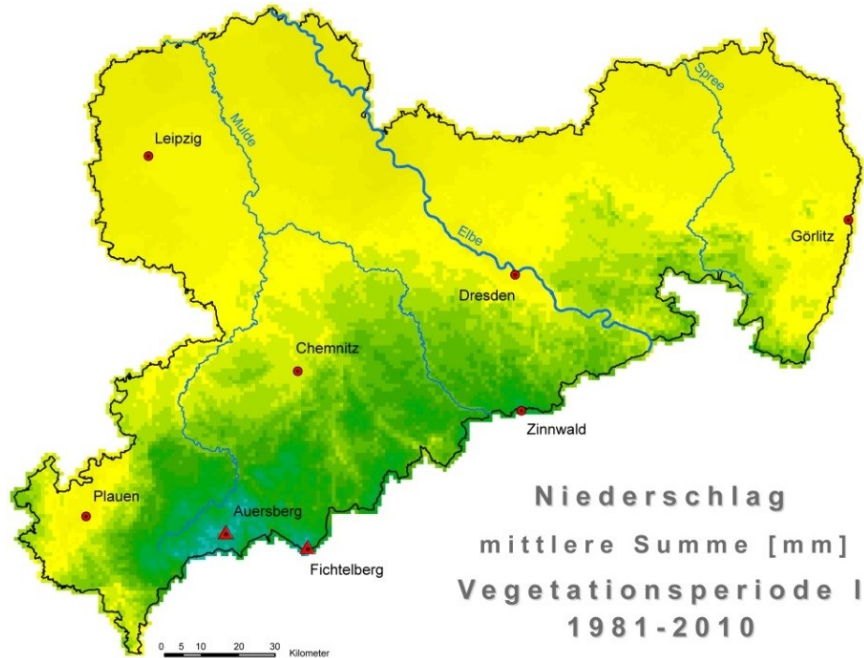 Spree
Mulde
Leipzig
Görlitz
Elbe
Dresden
Chemnitz
Zinnwald
Plauen
Auersberg
Fichtelberg
Niederschlag
mittlere Summe [mm]
Vegetationsperiode I
1981-2010
0 5 10 20 30
Kilometer